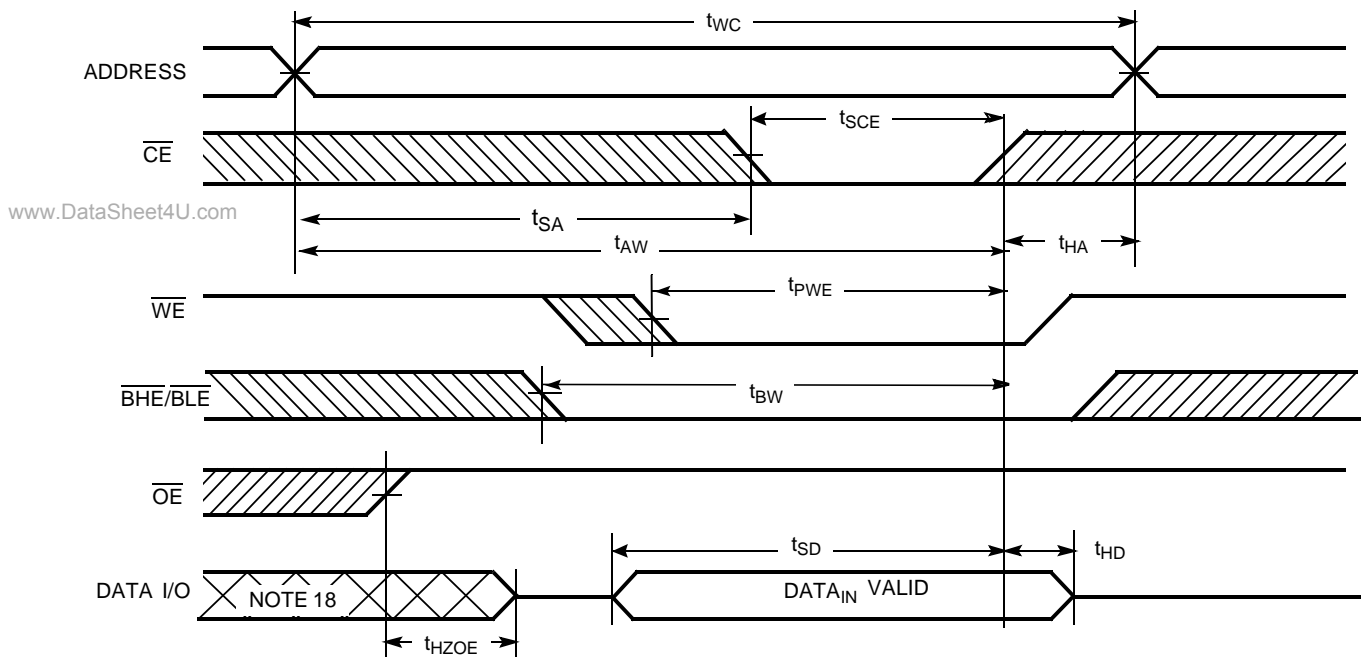 tWC
ADDRESS
tSCE
CE
www.DataSheet4U.com
tSA
tAW
tHA
tPWE
WE
tBW
BHE/BLE
OE
tSD
tHD
DATA I/O
NOTE 18
DATAIN VALID
tHZOE